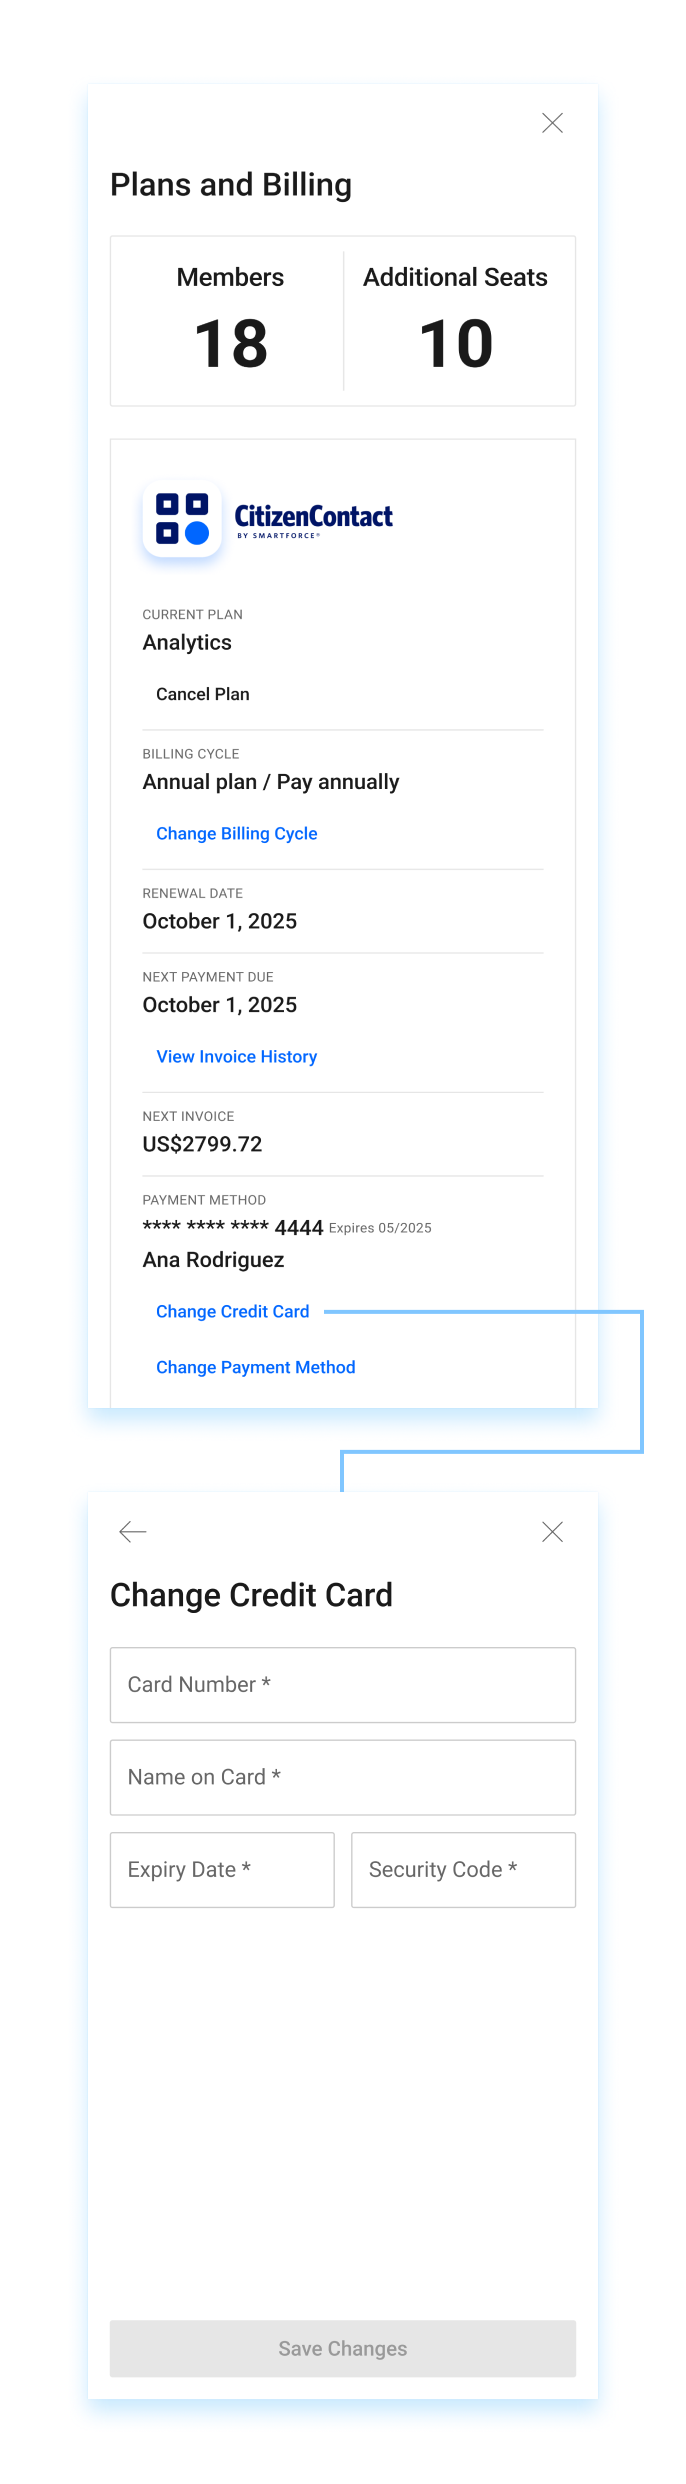 Plans and Billing
Members
18
Additional Seats
10
CitizenContact
BY SMARTFORCE®
CURRENT PLAN
Analytics
Cancel Plan
BILLING CYCLE
Annual plan / Pay annually
Change Billing Cycle
RENEWAL DATE
October 1, 2025
NEXT PAYMENT DUE
October 1, 2025
View Invoice History
NEXT INVOICE
US$2799.72
PAYMENT METHOD
**** **** **** 4444 Expires 05/2025
Ana Rodriguez
Change Credit Card
Change Payment Method
Change Credit Card
Card Number *
Name on Card *
Expiry Date *
Security Code *
Save Changes